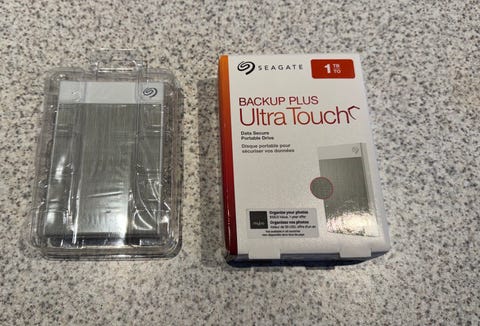 SEAGATE
1 TB
TO
BACKUP PLUS
Ultra Touch
Data Secure
Portable Drive
Disque portable pour
sécuriser vos données
Organize your photos
Organisez vos photos